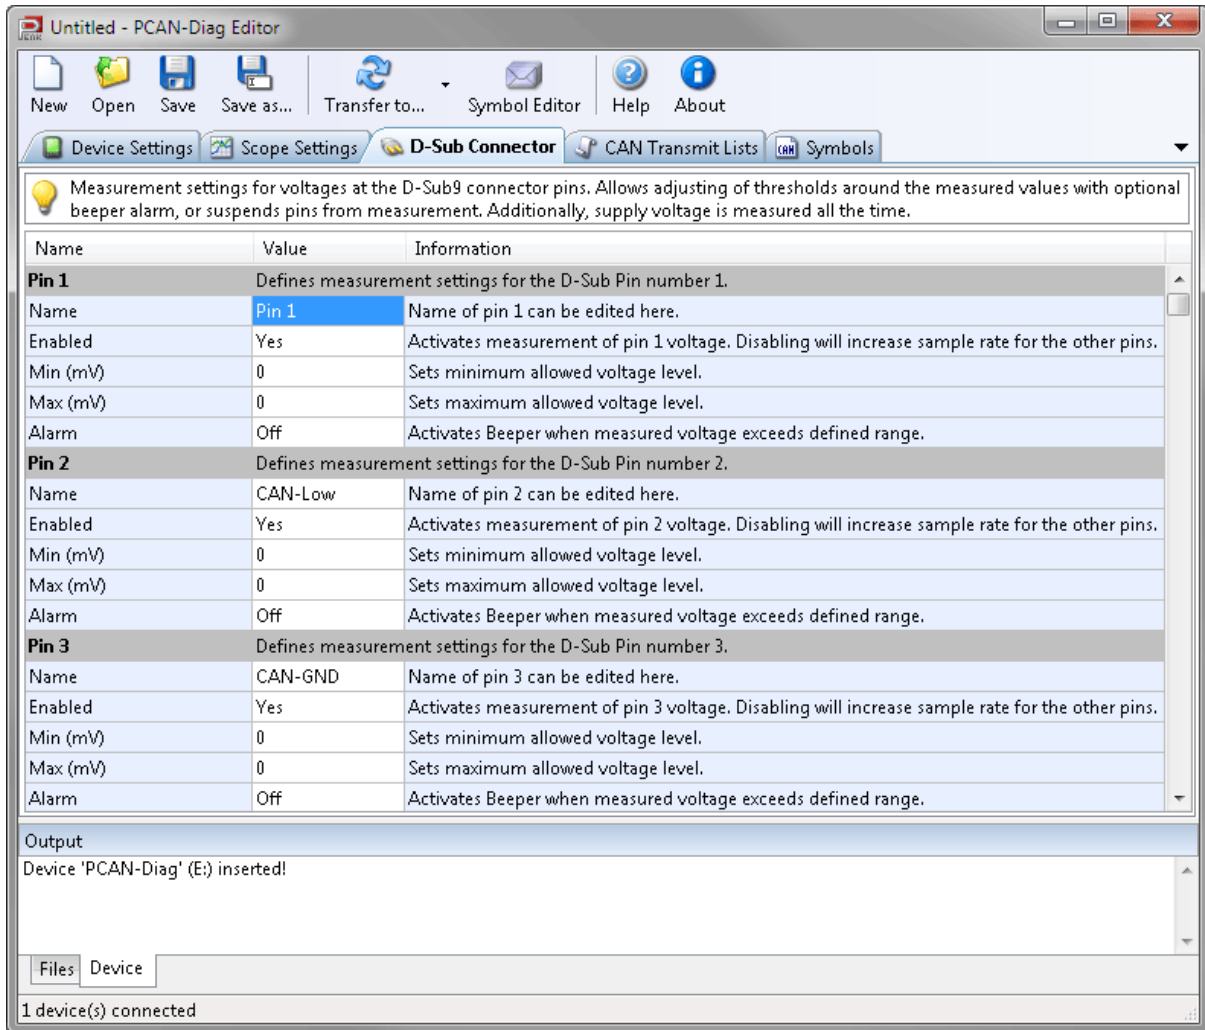 Untitled - PCAN-Diag Editor
New Open Save Save as... Transfer to... Symbol Editor Help About
Device Settings Scope Settings D-Sub Connector CAN Transmit Lists CAN Symbols
Measurement settings for voltages at the D-Sub9 connector pins. Allows adjusting of thresholds around the measured values with optional
beeper alarm, or suspends pins from measurement. Additionally, supply voltage is measured all the time.
Name Value Information
Pin 1 Defines measurement settings for the D-Sub Pin number 1.
Name Pin 1 Name of pin 1 can be edited here.
Enabled Yes Activates measurement of pin 1 voltage. Disabling will increase sample rate for the other pins.
Min (mV) 0 Sets minimum allowed voltage level.
Max (mV) 0 Sets maximum allowed voltage level.
Alarm Off Activates Beeper when measured voltage exceeds defined range.
Pin 2 Defines measurement settings for the D-Sub Pin number 2.
Name CAN-Low Name of pin 2 can be edited here.
Enabled Yes Activates measurement of pin 2 voltage. Disabling will increase sample rate for the other pins.
Min (mV) 0 Sets minimum allowed voltage level.
Max (mV) 0 Sets maximum allowed voltage level.
Alarm Off Activates Beeper when measured voltage exceeds defined range.
Pin 3 Defines measurement settings for the D-Sub Pin number 3.
Name CAN-GND Name of pin 3 can be edited here.
Enabled Yes Activates measurement of pin 3 voltage. Disabling will increase sample rate for the other pins.
Min (mV) 0 Sets minimum allowed voltage level.
Max (mV) 0 Sets maximum allowed voltage level.
Alarm Off Activates Beeper when measured voltage exceeds defined range.
Output
Device 'PCAN-Diag' (E:) inserted!
Files Device
1 device(s) connected